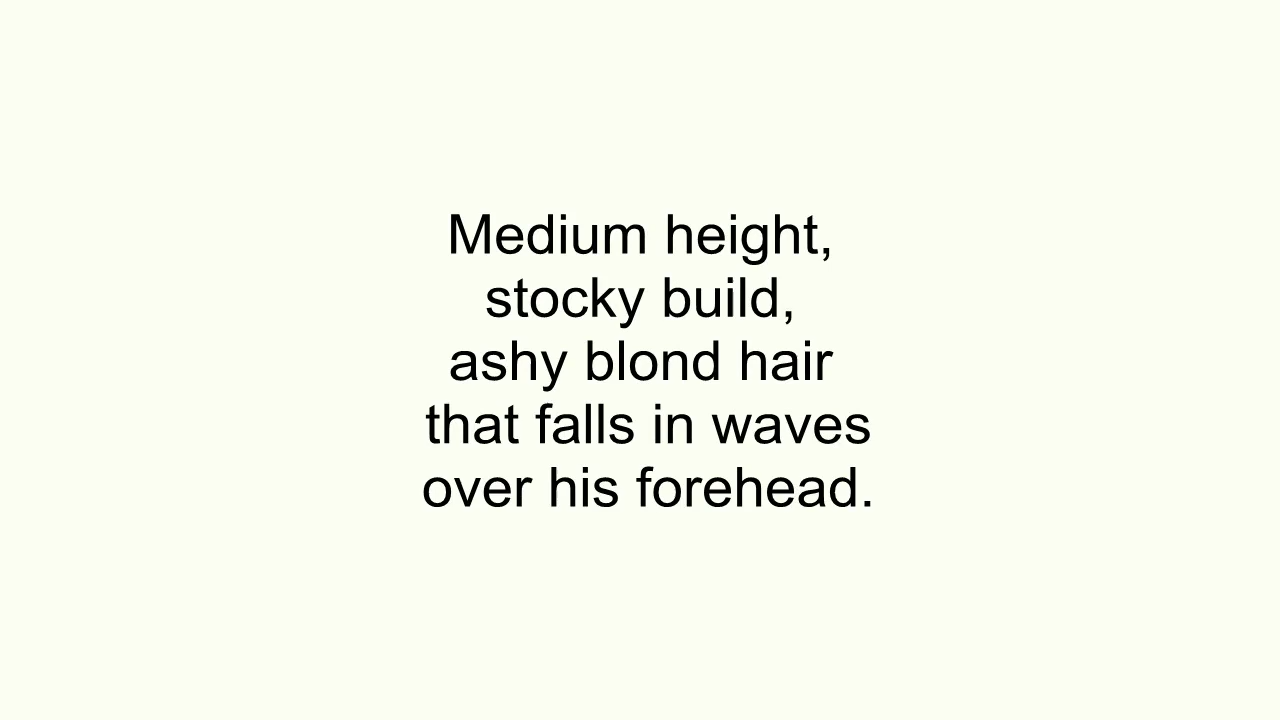 Medium height,
stocky build,
ashy blond hair
that falls in waves
over his forehead.